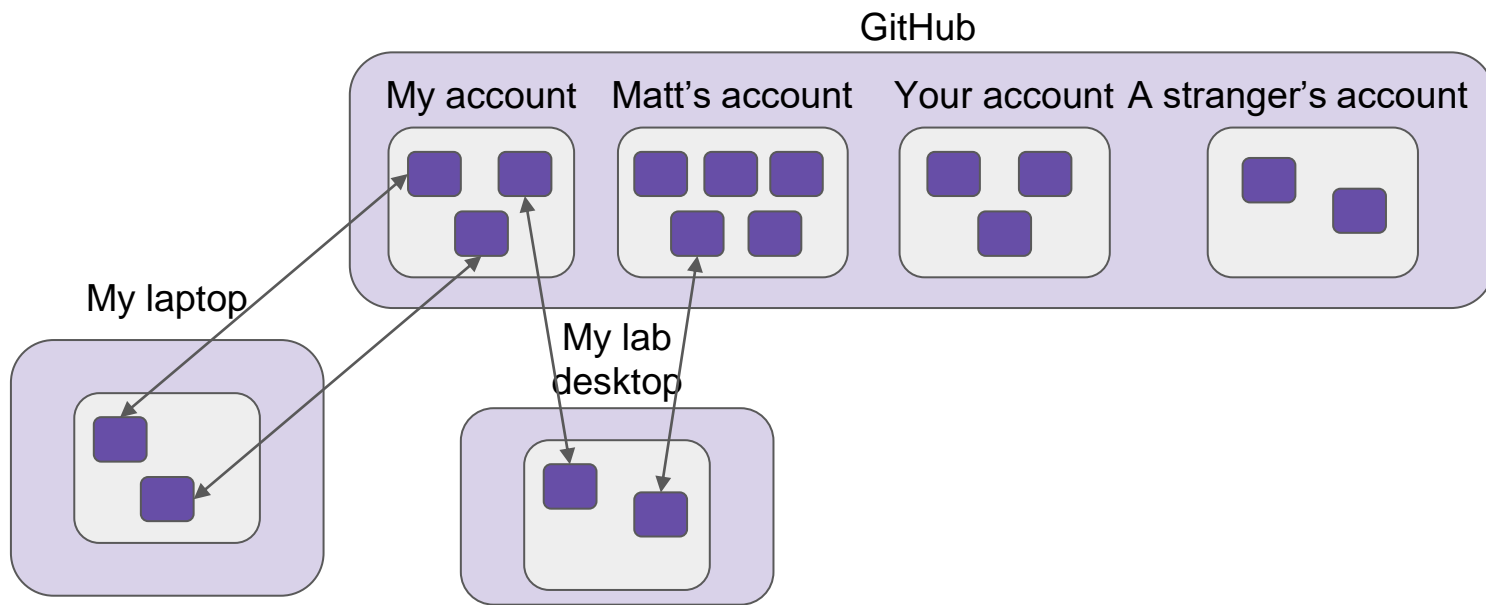 GitHub
My account
Matt’s account
Your account
A stranger’s account
My laptop
My lab
desktop